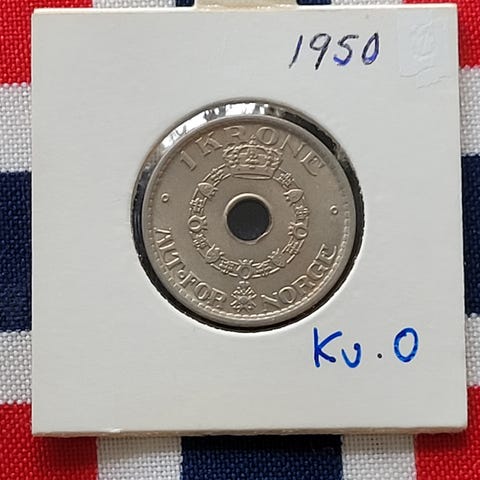 1950
1 KRONE
ALT·FOR NORGE
Kv. 0